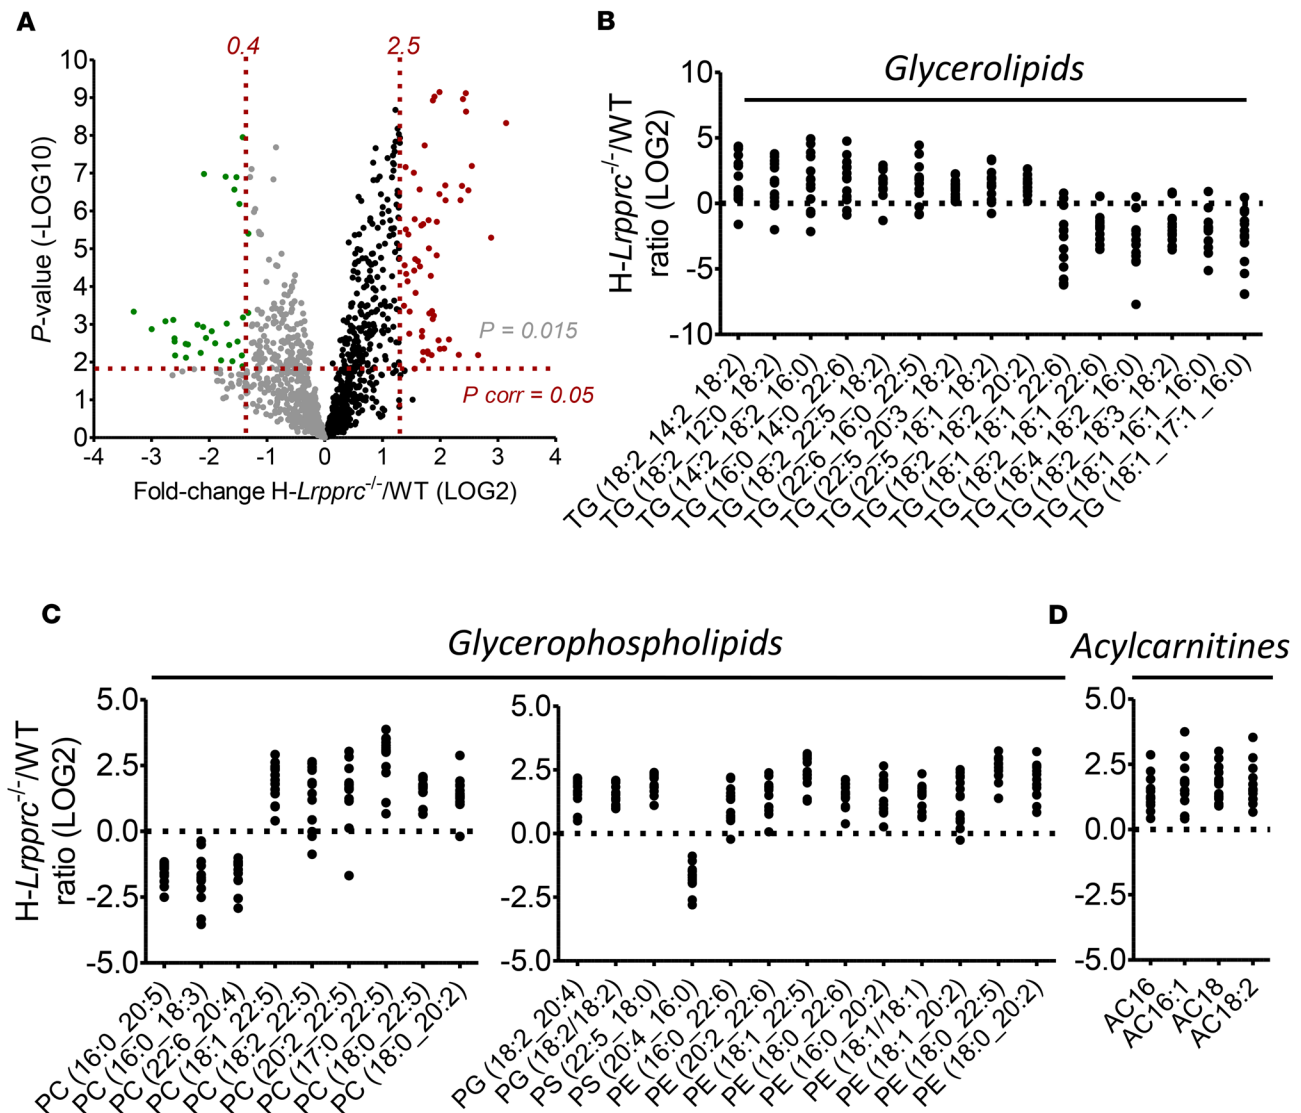 A
0.4
2.5
10
9
8
7
6
5
4
3
2
1
0
P-value (-LOG10)
P = 0.015
P corr = 0.05
-4 -3 -2 -1 0 1 2 3 4
Fold-change H-Lrpprc-/-/WT (LOG2)
B
Glycerolipids
H-Lrpprc-/-/WT
ratio (LOG2)
10
5
0
-5
-10
TG (18:2_14:2_18:2)
TG (18:2_12:0_18:2)
TG (14:2_18:2_16:0)
TG (16:0_14:0_22:6)
TG (18:2_22:5_18:2)
TG (22:6_16:0_22:5)
TG (22:5_20:3_18:2)
TG (22:5_18:1_18:2)
TG (18:2_18:2_20:2)
TG (18:1_18:1_22:6)
TG (18:2_18:1_22:6)
TG (18:4_18:2_16:0)
TG (18:2_18:3_18:2)
TG (18:1_16:1_16:0)
TG (18:1_17:1_16:0)
C
Glycerophospholipids
H-Lrpprc-/-/WT
ratio (LOG2)
5.0
2.5
0.0
-2.5
-5.0
PC (16:0_20:5)
PC (16:0_18:3)
PC (22:6_20:4)
PC (18:1_22:5)
PC (18:2_22:5)
PC (20:2_22:5)
PC (17:0_22:5)
PC (18:0_22:5)
PC (18:0_20:2)
5.0
2.5
0.0
-2.5
-5.0
PG (18:2_20:4)
PG (18:2/18:2)
PS (22:5_18:0)
PS (20:4_16:0)
PE (16:0_22:6)
PE (20:2_22:6)
PE (18:1_22:5)
PE (18:0_22:6)
PE (16:0_20:2)
PE (18:1/18:1)
PE (18:1_20:2)
PE (18:0_22:5)
PE (18:0_20:2)
D
Acylcarnitines
5.0
2.5
0.0
-2.5
-5.0
AC16
AC16:1
AC18
AC18:2